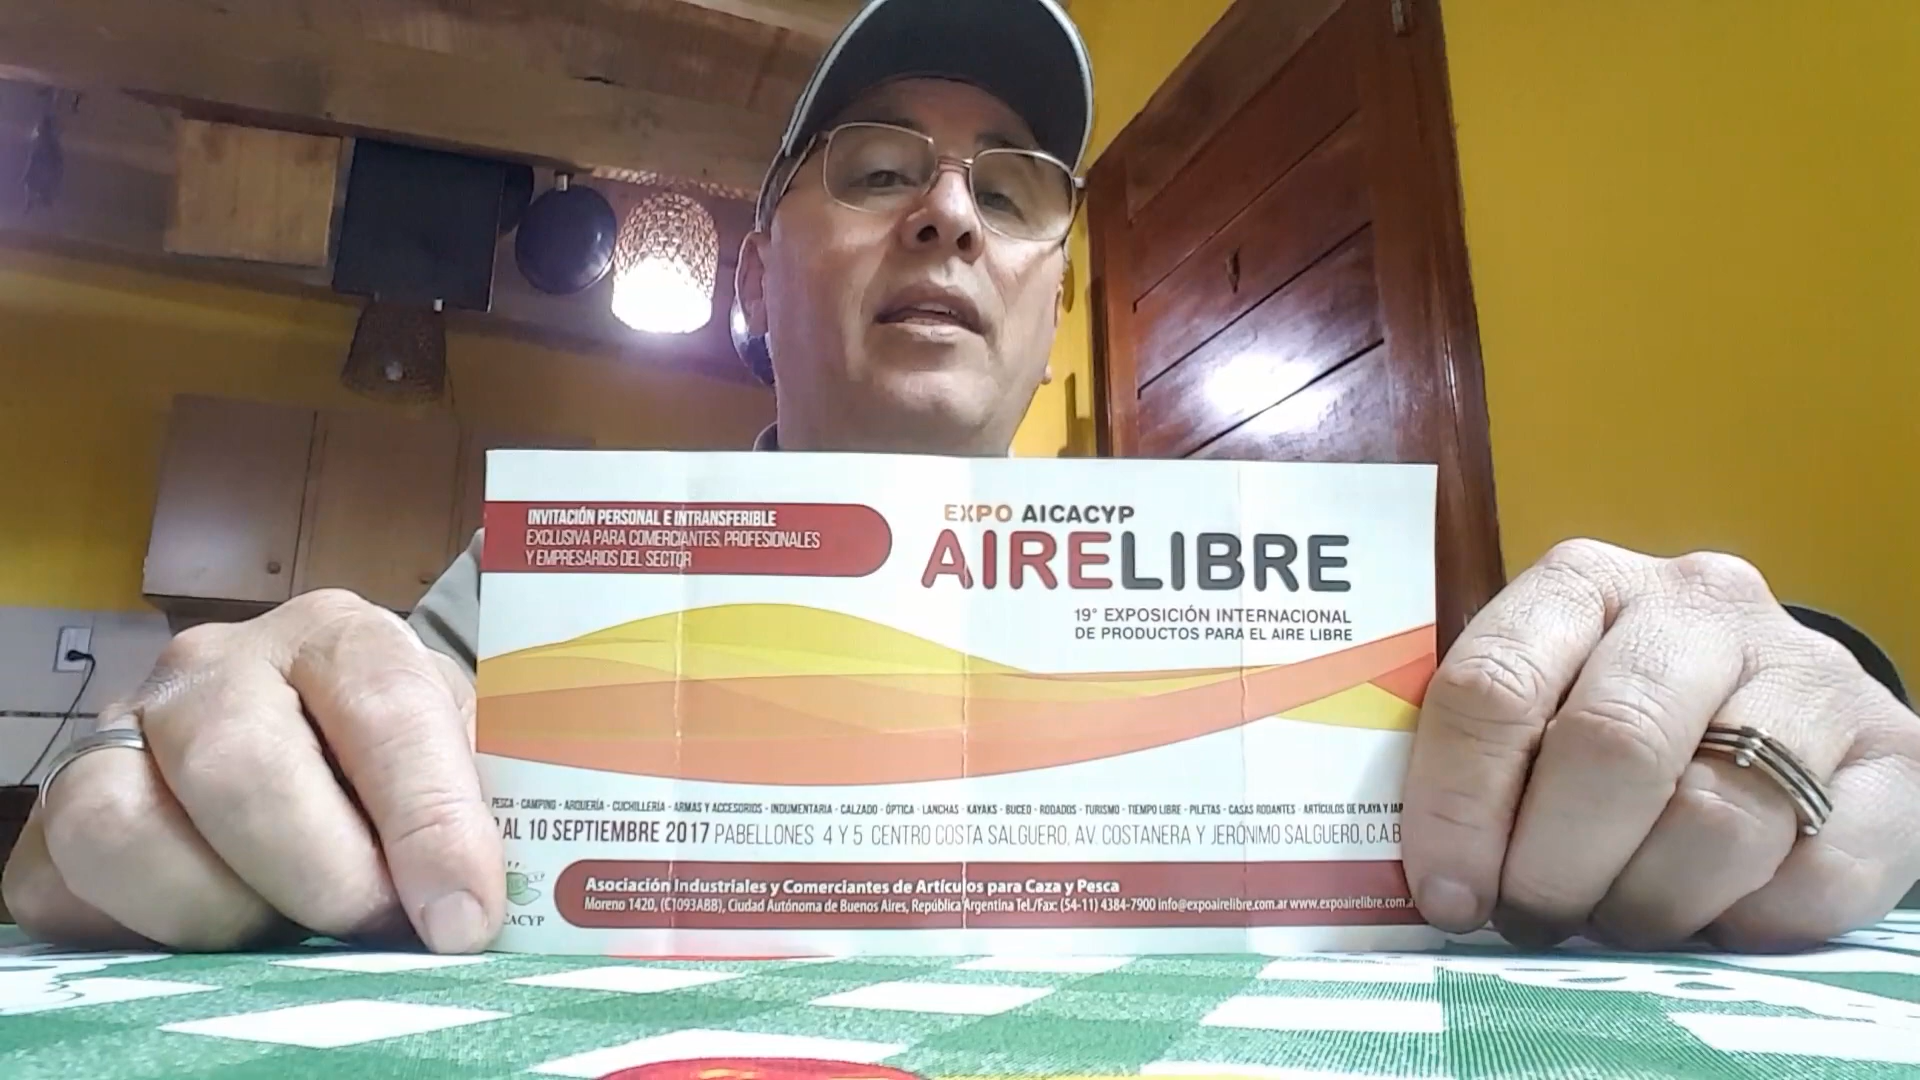 INVITACIÓN PERSONAL E INTRANSFERIBLE
EXCLUSIVA PARA COMERCIANTES, PROFESIONALES
Y EMPRESARIOS DEL SECTOR
EXPO AICACYP
AIRELIBRE
19° EXPOSICIÓN INTERNACIONAL
DE PRODUCTOS PARA EL AIRE LIBRE
PESCA - CAMPING - ARQUERÍA - CUCHILLERÍA - ARMAS Y ACCESORIOS - INDUMENTARIA - CALZADO - ÓPTICA - LANCHAS - KAYAKS - BUCEO - RODADOS - TURISMO - TIEMPO LIBRE - PILETAS - CASAS RODANTES - ARTÍCULOS DE PLAYA Y JAR
AL 10 SEPTIEMBRE 2017 PABELLONES 4 Y 5 CENTRO COSTA SALGUERO, AV. COSTANERA Y JERÓNIMO SALGUERO, C.A.B
Asociación Industriales y Comerciantes de Artículos para Caza y Pesca
Moreno 1420, (C1093ABB), Ciudad Autónoma de Buenos Aires, República Argentina Tel./Fax: (54-11) 4384-7900 info@expoairelibre.com.ar www.expoairelibre.com.a
CACYP